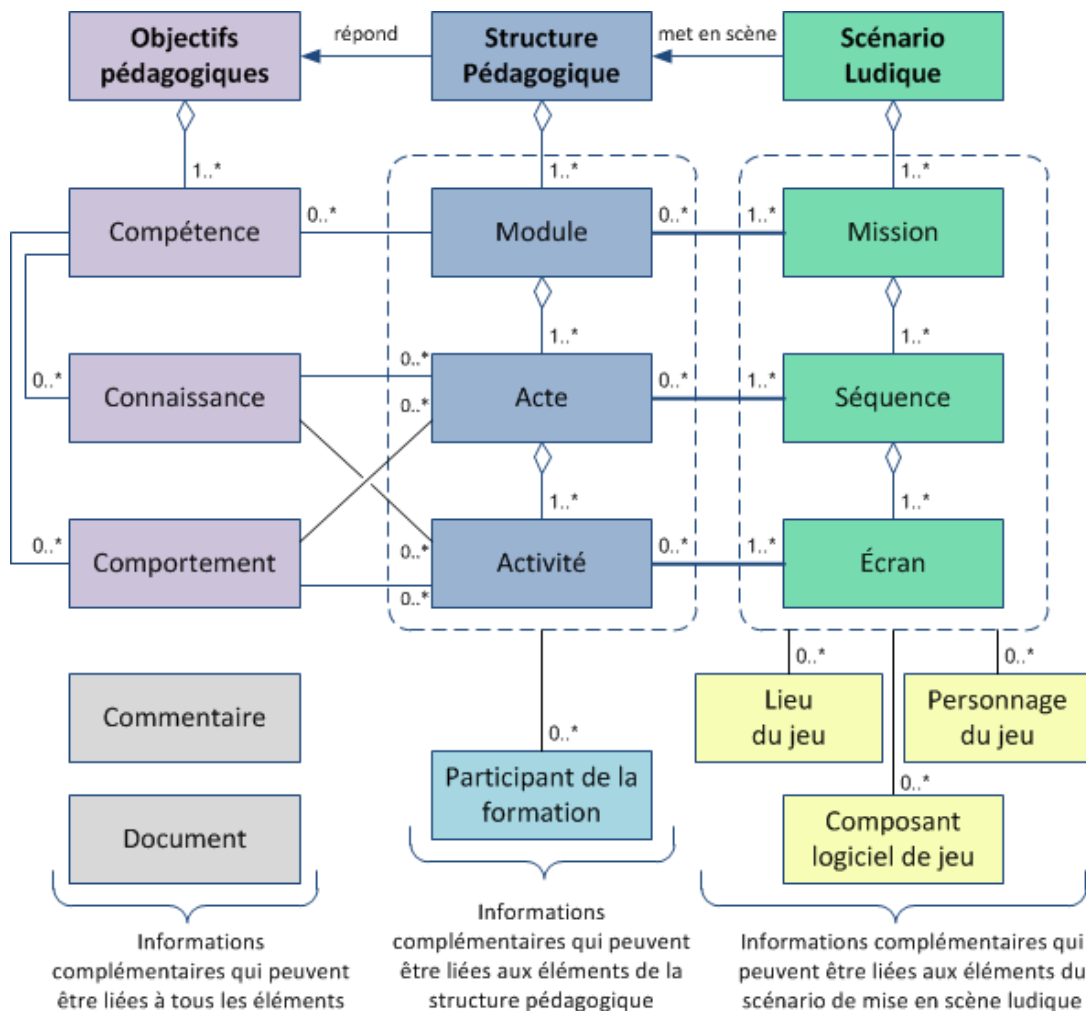 Objectifs
pédagogiques
répond
Structure
Pédagogique
met en scène
Scénario
Ludique
1..*
1..*
1..*
Compétence
0..*
Module
0..*
1..*
Mission
1..*
1..*
0..*
Connaissance
0..*
0..*
Acte
0..*
1..*
Séquence
1..*
1..*
0..*
Comportement
0..*
0..*
Activité
0..*
1..*
Écran
0..*
0..*
Commentaire
Lieu
du jeu
Personnage
du jeu
0..*
0..*
Document
Participant de la
formation
Composant
logiciel de jeu
Informations
complémentaires qui peuvent
être liées à tous les éléments
Informations
complémentaires qui peuvent
être liées aux éléments de la
structure pédagogique
Informations complémentaires qui
peuvent être liées aux éléments du
scénario de mise en scène ludique